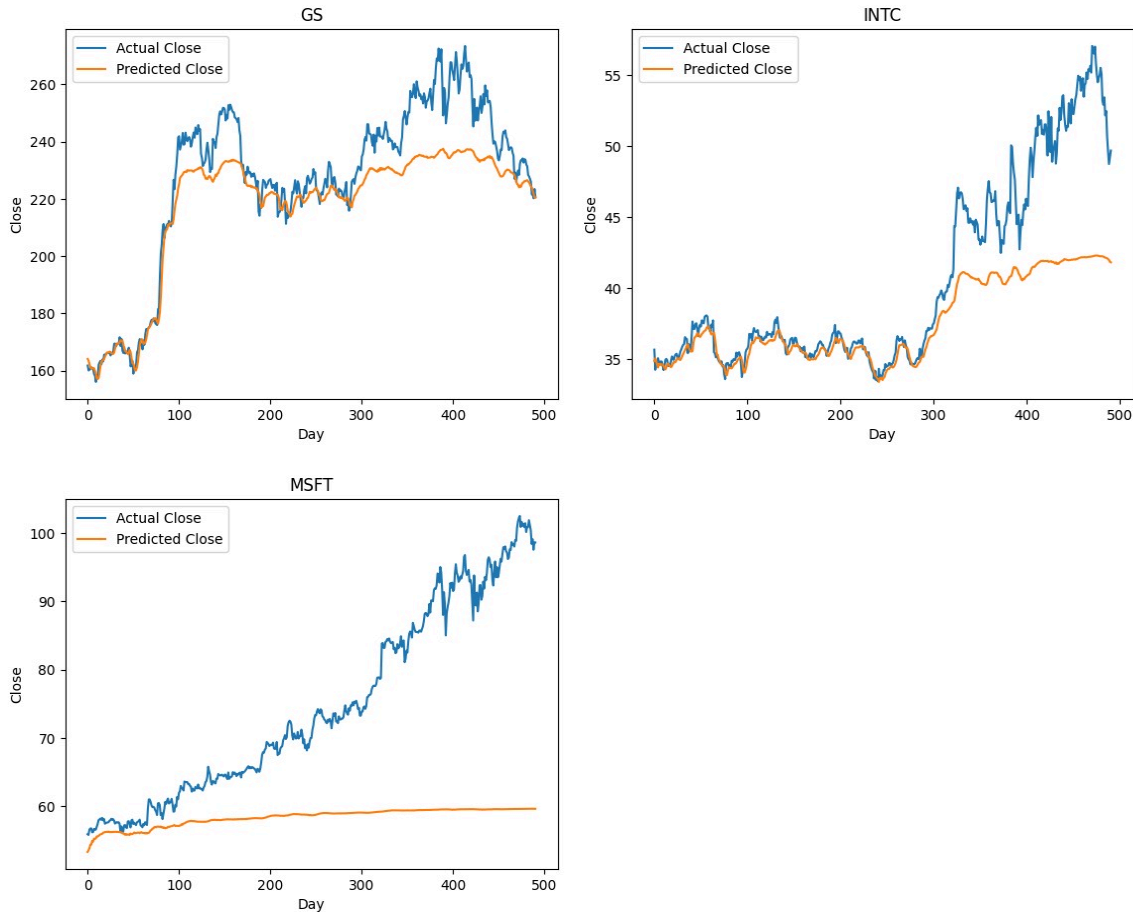 GS
Actual Close
Predicted Close
260
240
220
200
180
160
Close
0 100 200 300 400 500
Day
INTC
Actual Close
Predicted Close
55
50
45
40
35
Close
0 100 200 300 400 500
Day
MSFT
Actual Close
Predicted Close
100
90
80
70
60
Close
0 100 200 300 400 500
Day